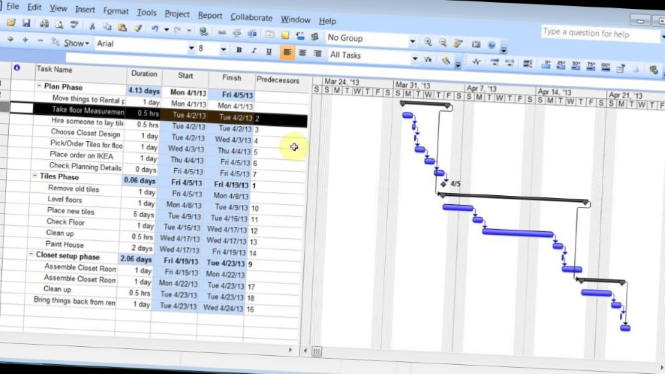 File Edit View Insert Format Tools Project Report Collaborate Window Help
Type a question for help
Show Arial 8 B I U No Group
All Tasks
Task Name Duration Start Finish Predecessors Mar 24, '13 Mar 31, '13 Apr 7, '13 Apr 14, '13 Apr 21, '13
S S M T W T F S S M T W T F S S M T W T F S S M T W T F S S M T W T F
Plan Phase 4.13 days Mon 4/1/13 Fri 4/5/13
Move things to Rental p 1 day Mon 4/1/13 Mon 4/1/13
Take floor Measuremen 0.5 hrs Tue 4/2/13 Tue 4/2/13 2
Hire someone to lay tile 1 day Tue 4/2/13 Tue 4/2/13 3
Choose Closet Design 1 day Tue 4/2/13 Wed 4/3/13 4
Pick/Order Tiles for floo 1 day Wed 4/3/13 Thu 4/4/13 5
Place order on IKEA 1 day Thu 4/4/13 Fri 4/5/13 6
Check Planning Details 0 days Fri 4/5/13 Fri 4/5/13 7
4/5
Tiles Phase 0.06 days Fri 4/5/13 Fri 4/19/13 1
Remove old tiles 1 day Fri 4/5/13 Mon 4/8/13
Level floors 1 day Mon 4/8/13 Tue 4/9/13 10
Place new tiles 5 days Tue 4/9/13 Tue 4/16/13 11
Check Floor 1 day Tue 4/16/13 Wed 4/17/13 12
Clean up 0.5 hrs Wed 4/17/13 Wed 4/17/13 13
Paint House 2 days Wed 4/17/13 Fri 4/19/13 14
Closet setup phase 2.06 days Fri 4/19/13 Tue 4/23/13 9
Assemble Closet Room 1 day Fri 4/19/13 Mon 4/22/13
Assemble Closet Room 1 day Mon 4/22/13 Tue 4/23/13 17
Clean up 0.5 hrs Tue 4/23/13 Tue 4/23/13 18
Bring things back from ren 1 day Tue 4/23/13 Wed 4/24/13 16